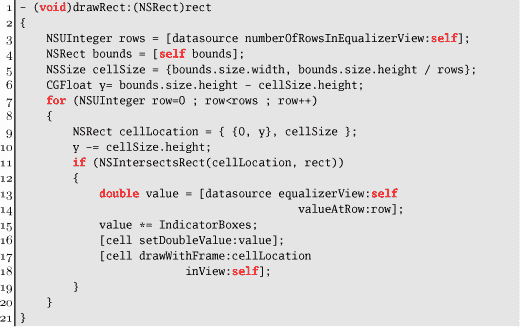 1 - (void)drawRect:(NSRect)rect
2 {
3     NSUInteger rows = [datasource numberOfRowsInEqualizerView:self];
4     NSRect bounds = [self bounds];
5     NSSize cellSize = {bounds.size.width, bounds.size.height / rows};
6     CGFloat y= bounds.size.height - cellSize.height;
7     for (NSUInteger row=0 ; row<rows ; row++)
8     {
9         NSRect cellLocation = { {0, y}, cellSize };
10         y -= cellSize.height;
11         if (NSIntersectsRect(cellLocation, rect))
12         {
13             double value = [datasource equalizerView:self
14                                           valueAtRow:row];
15             value *= IndicatorBoxes;
16             [cell setDoubleValue:value];
17             [cell drawWithFrame:cellLocation
18                          inView:self];
19         }
20     }
21 }